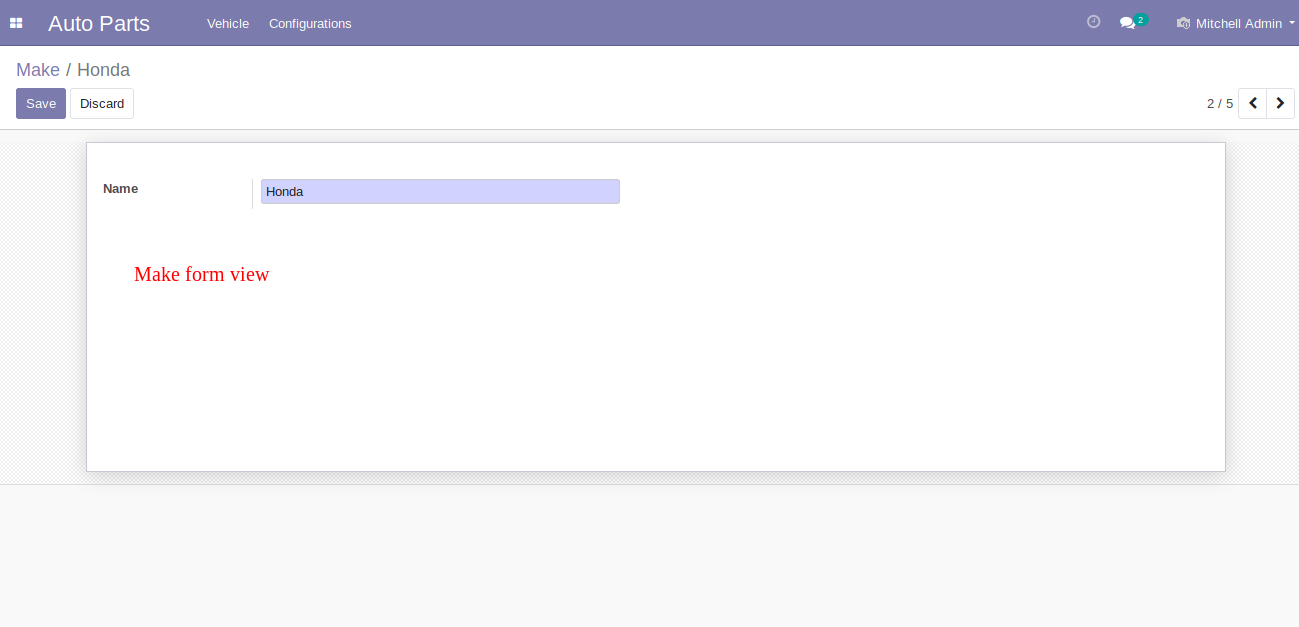 Auto Parts Vehicle Configurations 2 Mitchell Admin
Make / Honda
Save Discard 2 / 5
Name Honda
Make form view